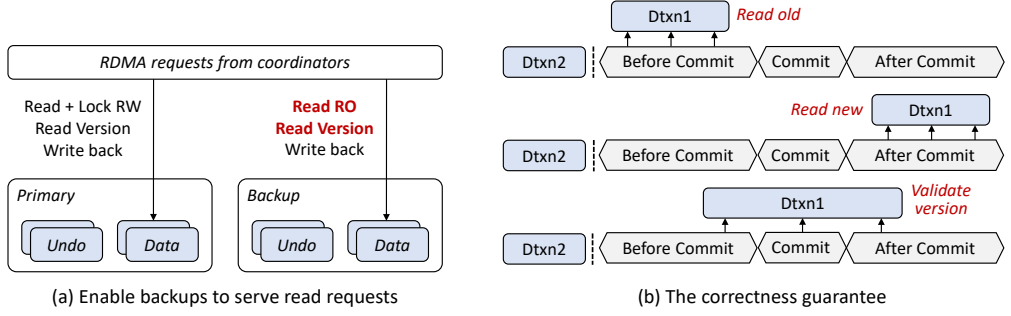 RDMA requests from coordinators
Read + Lock RW
Read Version
Write back
Read RO
Read Version
Write back
Primary
Undo
Data
Backup
Undo
Data
(a) Enable backups to serve read requests
Dtxn1
Read old
Dtxn2
Before Commit
Commit
After Commit
Read new
Dtxn1
Dtxn2
Before Commit
Commit
After Commit
Dtxn1
Validate
version
Dtxn2
Before Commit
Commit
After Commit
(b) The correctness guarantee